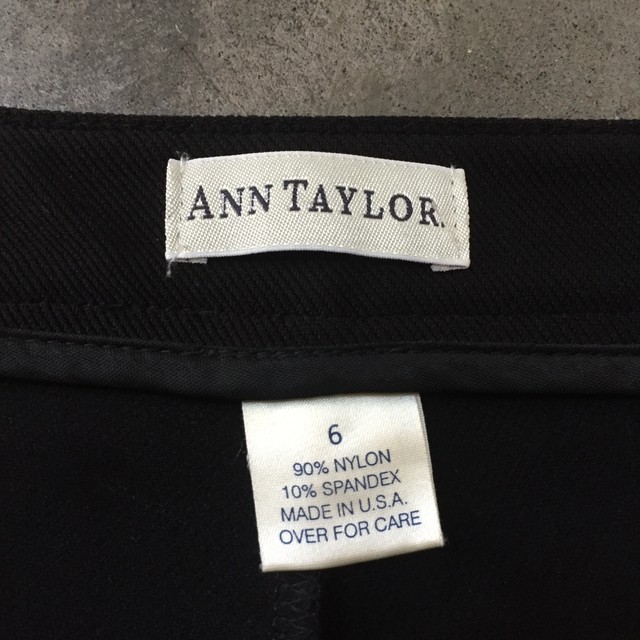 ANN TAYLOR.
6
90% NYLON
10% SPANDEX
MADE IN U.S.A.
OVER FOR CARE